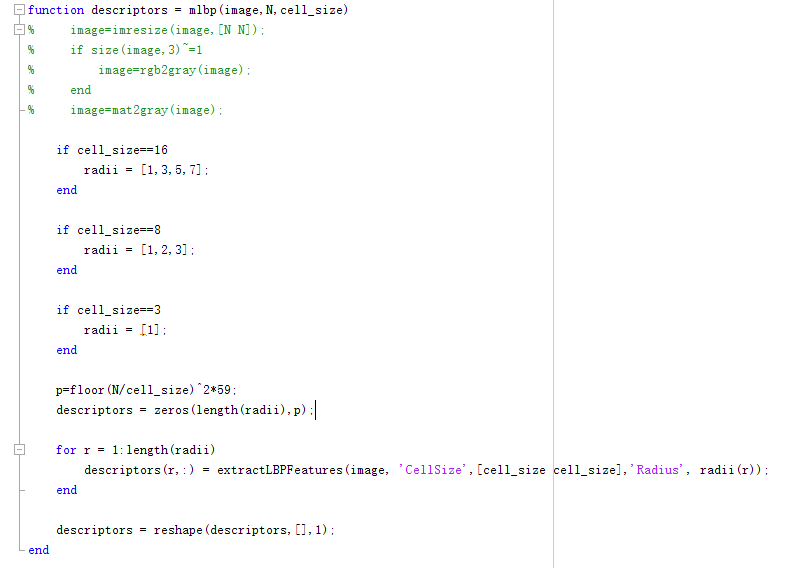 function descriptors = mlbp(image,N,cell_size)
% image=imresize(image,[N N]);
% if size(image,3)~=1
% image=rgb2gray(image);
% end
% image=mat2gray(image);
if cell_size==16
radii = [1,3,5,7];
end
if cell_size==8
radii = [1,2,3];
end
if cell_size==3
radii = [1];
end
p=floor(N/cell_size)^2*59;
descriptors = zeros(length(radii),p);
for r = 1:length(radii)
descriptors(r,:) = extractLBPFeatures(image, 'CellSize',[cell_size cell_size],'Radius', radii(r));
end
descriptors = reshape(descriptors,[],1);
end